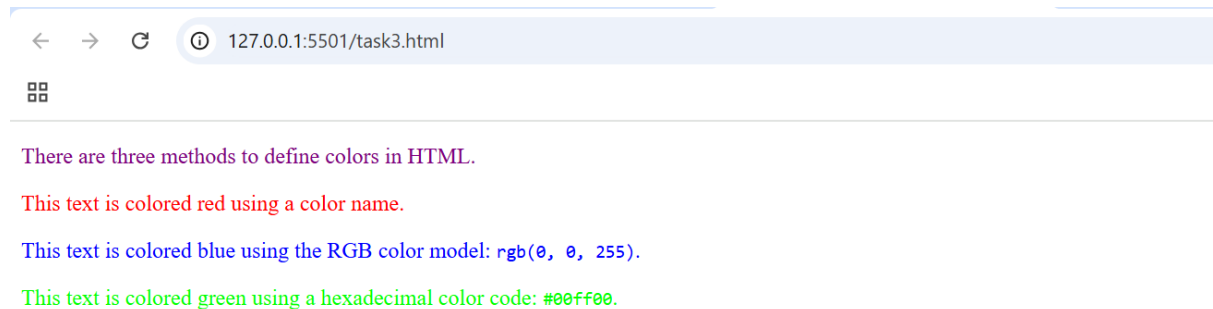 127.0.0.1:5501/task3.html
There are three methods to define colors in HTML.
This text is colored red using a color name.
This text is colored blue using the RGB color model: rgb(0, 0, 255).
This text is colored green using a hexadecimal color code: #00ff00.